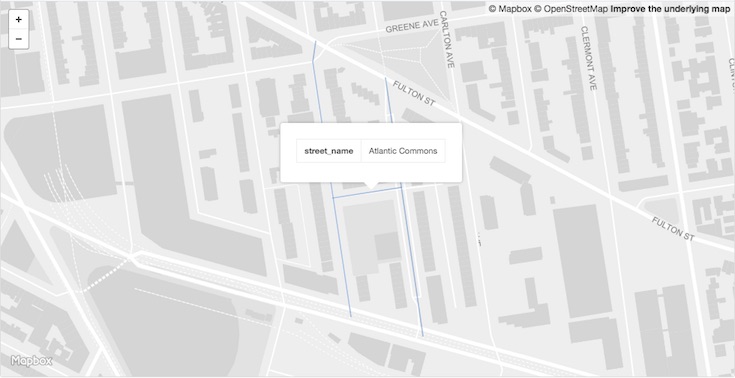 +
−
© Mapbox © OpenStreetMap Improve the underlying map
GREENE AVE
CARLTON AVE
CLERMONT AVE
FULTON ST
street_name Atlantic Commons
FULTON ST
Mapbox